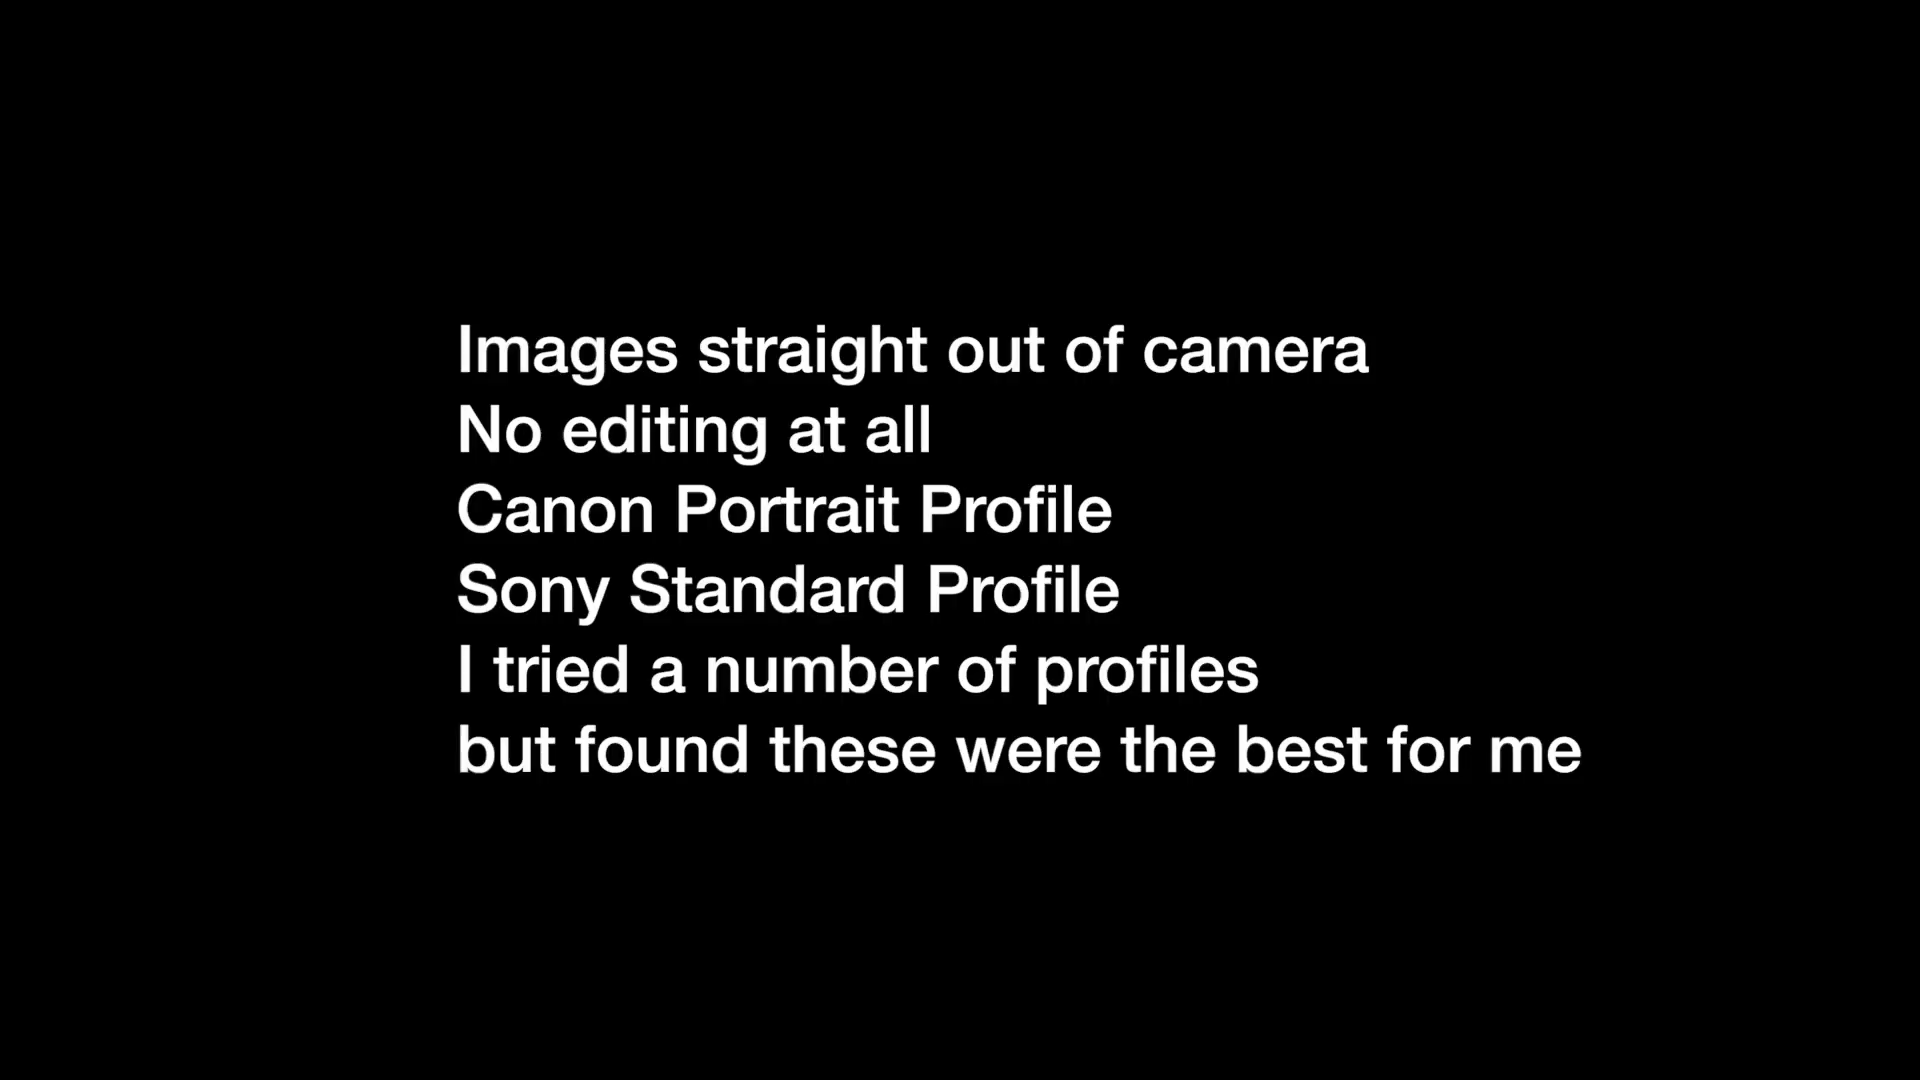 Images straight out of camera
No editing at all
Canon Portrait Profile
Sony Standard Profile
I tried a number of profiles
but found these were the best for me